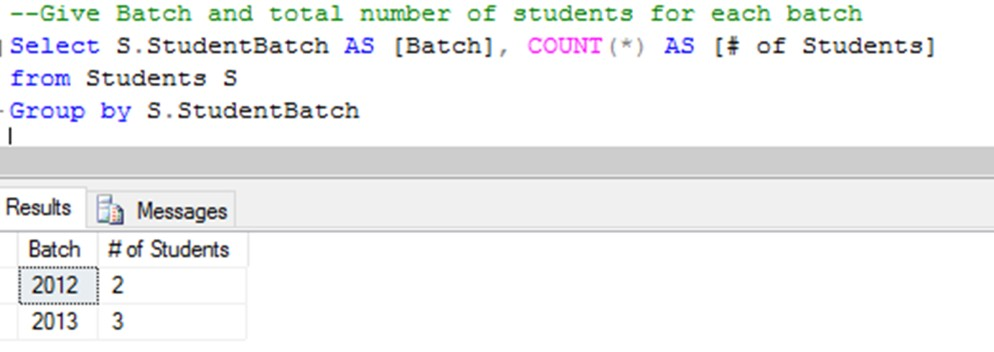 --Give Batch and total number of students for each batch
Select S.StudentBatch AS [Batch], COUNT(*) AS [# of Students]
from Students S
Group by S.StudentBatch
Results Messages
Batch # of Students
2012 2
2013 3